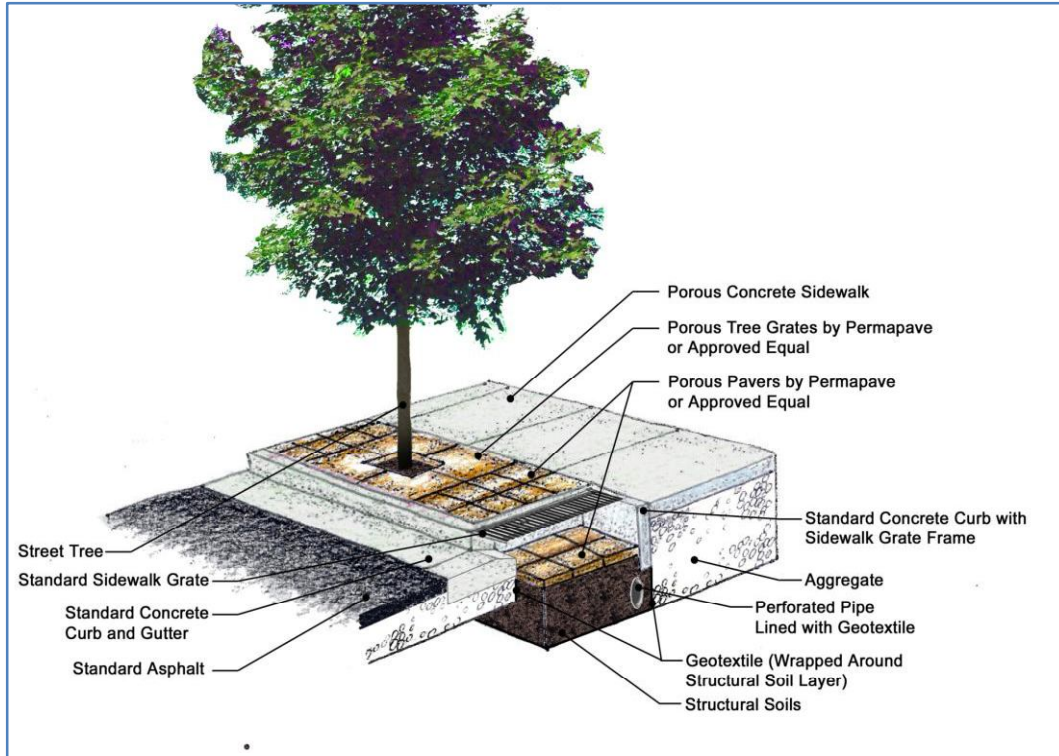 Porous Concrete Sidewalk
Porous Tree Grates by Permapave
or Approved Equal
Porous Pavers by Permapave
or Approved Equal
Standard Concrete Curb with
Sidewalk Grate Frame
Aggregate
Perforated Pipe
Lined with Geotextile
Geotextile (Wrapped Around
Structural Soil Layer)
Structural Soils
Street Tree
Standard Sidewalk Grate
Standard Concrete
Curb and Gutter
Standard Asphalt